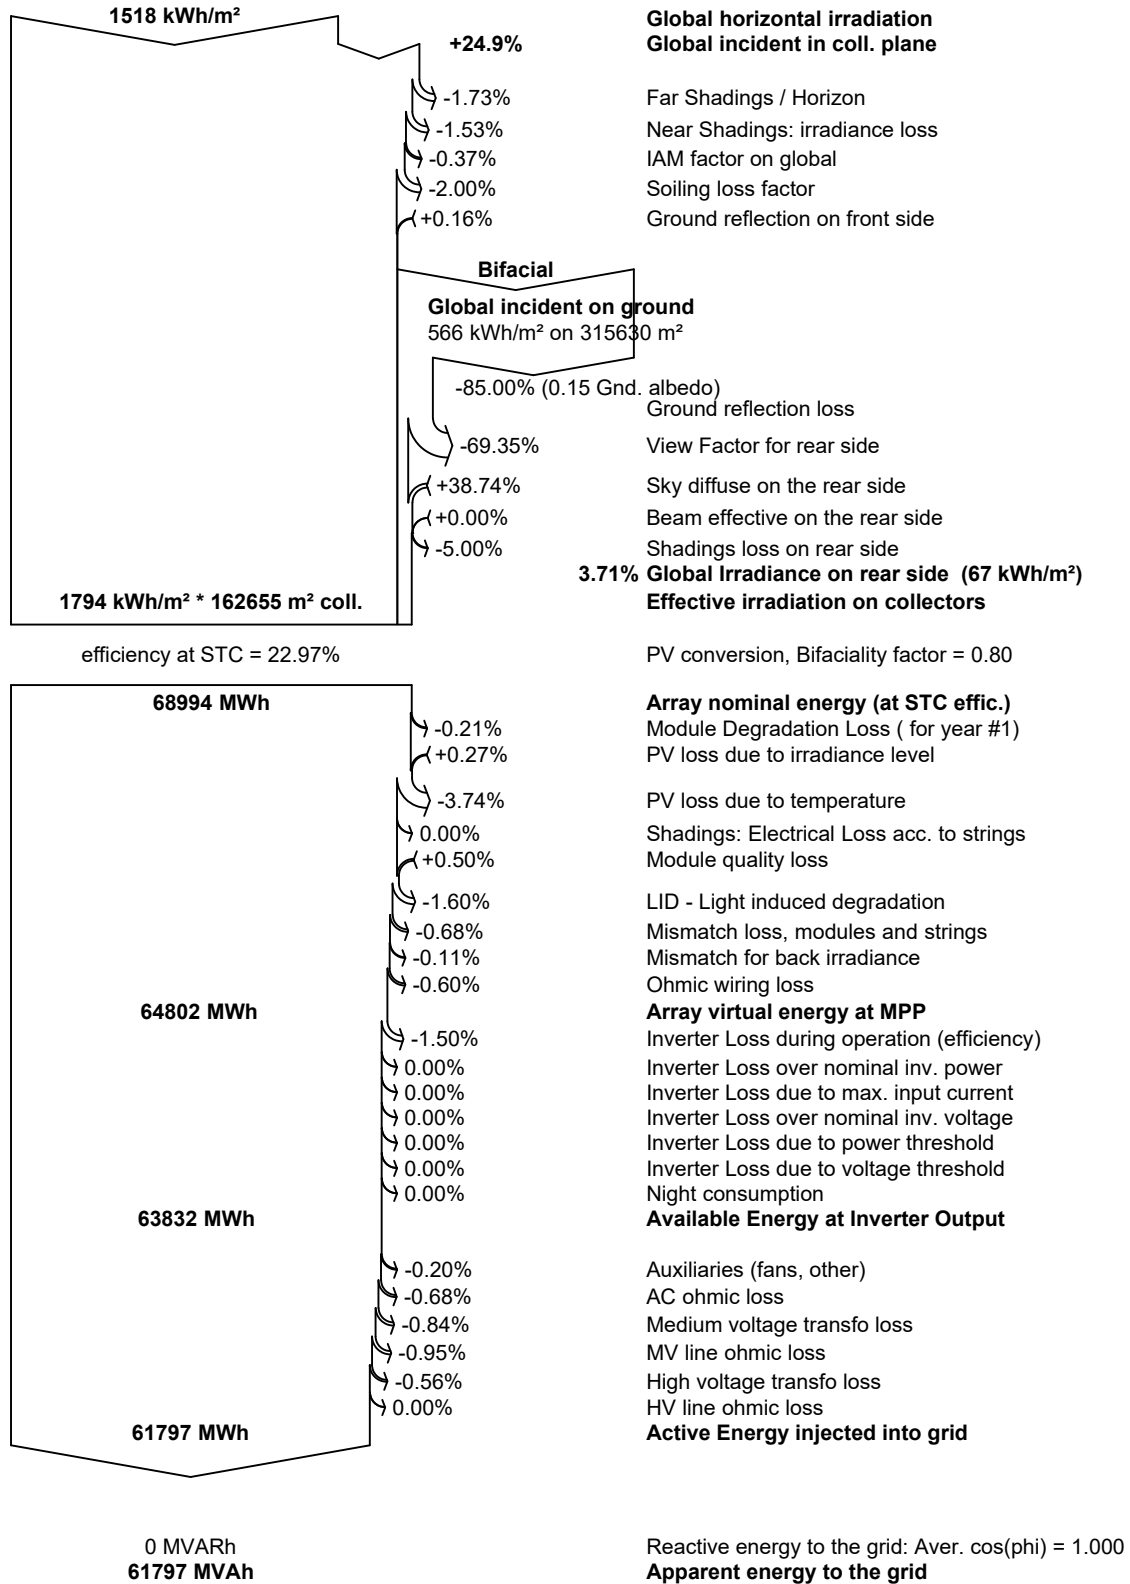 1518 kWh/m² Global horizontal irradiation
+24.9% Global incident in coll. plane
-1.73% Far Shadings / Horizon
-1.53% Near Shadings: irradiance loss
-0.37% IAM factor on global
-2.00% Soiling loss factor
+0.16% Ground reflection on front side
Bifacial
Global incident on ground
566 kWh/m² on 315630 m²
-85.00% (0.15 Gnd. albedo)
Ground reflection loss
-69.35% View Factor for rear side
+38.74% Sky diffuse on the rear side
+0.00% Beam effective on the rear side
-5.00% Shadings loss on rear side
3.71% Global Irradiance on rear side (67 kWh/m²)
1794 kWh/m² * 162655 m² coll. Effective irradiation on collectors
efficiency at STC = 22.97% PV conversion, Bifaciality factor = 0.80
68994 MWh Array nominal energy (at STC effic.)
-0.21% Module Degradation Loss ( for year #1)
+0.27% PV loss due to irradiance level
-3.74% PV loss due to temperature
0.00% Shadings: Electrical Loss acc. to strings
+0.50% Module quality loss
-1.60% LID - Light induced degradation
-0.68% Mismatch loss, modules and strings
-0.11% Mismatch for back irradiance
-0.60% Ohmic wiring loss
64802 MWh Array virtual energy at MPP
-1.50% Inverter Loss during operation (efficiency)
0.00% Inverter Loss over nominal inv. power
0.00% Inverter Loss due to max. input current
0.00% Inverter Loss over nominal inv. voltage
0.00% Inverter Loss due to power threshold
0.00% Inverter Loss due to voltage threshold
0.00% Night consumption
63832 MWh Available Energy at Inverter Output
-0.20% Auxiliaries (fans, other)
-0.68% AC ohmic loss
-0.84% Medium voltage transfo loss
-0.95% MV line ohmic loss
-0.56% High voltage transfo loss
0.00% HV line ohmic loss
61797 MWh Active Energy injected into grid
0 MVARh Reactive energy to the grid: Aver. cos(phi) = 1.000
61797 MVAh Apparent energy to the grid